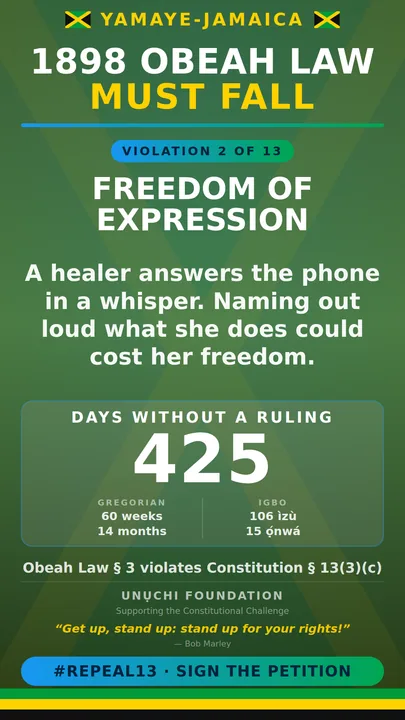 YAMAYE-JAMAICA
1898 OBEAH LAW
MUST FALL
VIOLATION 2 OF 13
FREEDOM OF
EXPRESSION
A healer answers the phone
in a whisper. Naming out
loud what she does could
cost her freedom.
DAYS WITHOUT A RULING
425
GREGORIAN
60 weeks
14 months
IGBO
106 ìzù
15 ọ́nwá
Obeah Law § 3 violates Constitution § 13(3)(c)
UNỤCHI FOUNDATION
Supporting the Constitutional Challenge
“Get up, stand up: stand up for your rights!”
— Bob Marley
#REPEAL13 · SIGN THE PETITION